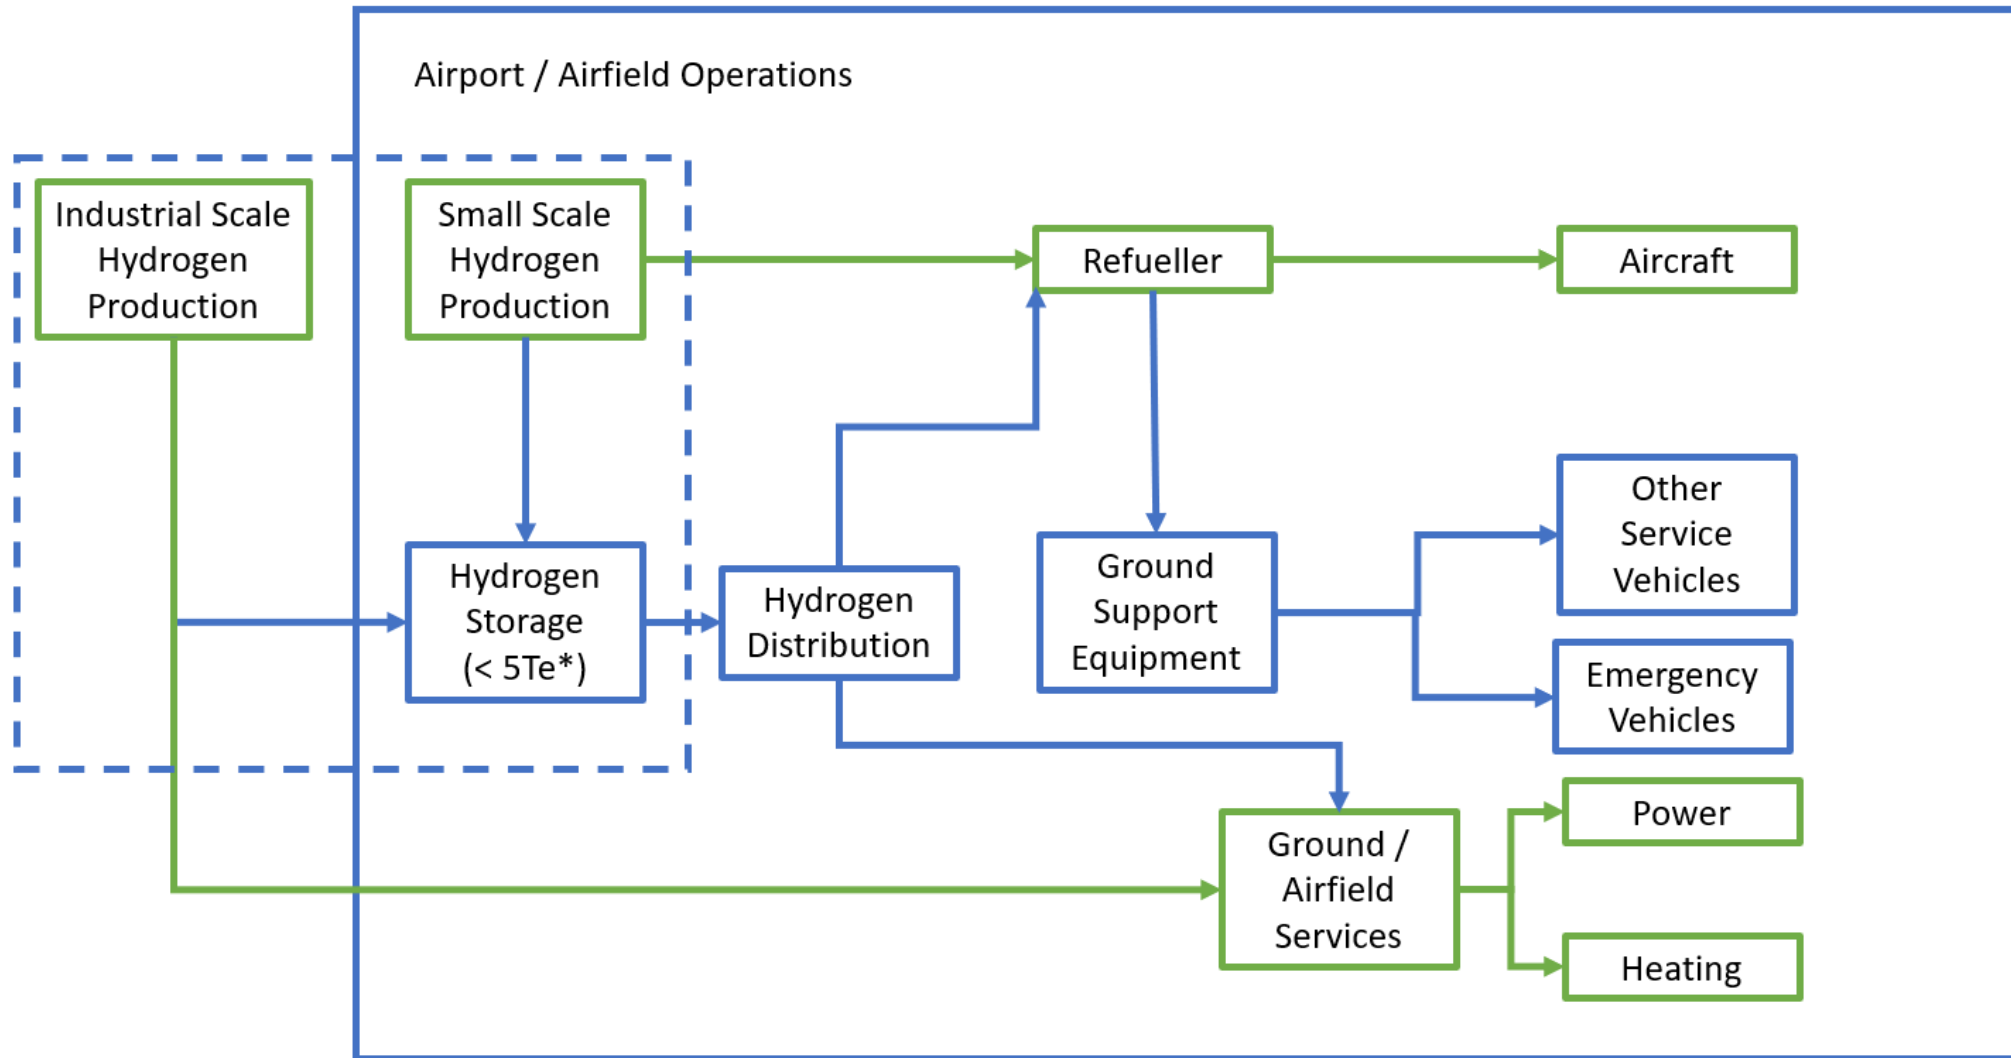 Airport / Airfield Operations
Industrial Scale
Hydrogen
Production
Small Scale
Hydrogen
Production
Refueller
Aircraft
Hydrogen
Storage
(< 5Te*)
Hydrogen
Distribution
Ground
Support
Equipment
Other
Service
Vehicles
Emergency
Vehicles
Ground /
Airfield
Services
Power
Heating